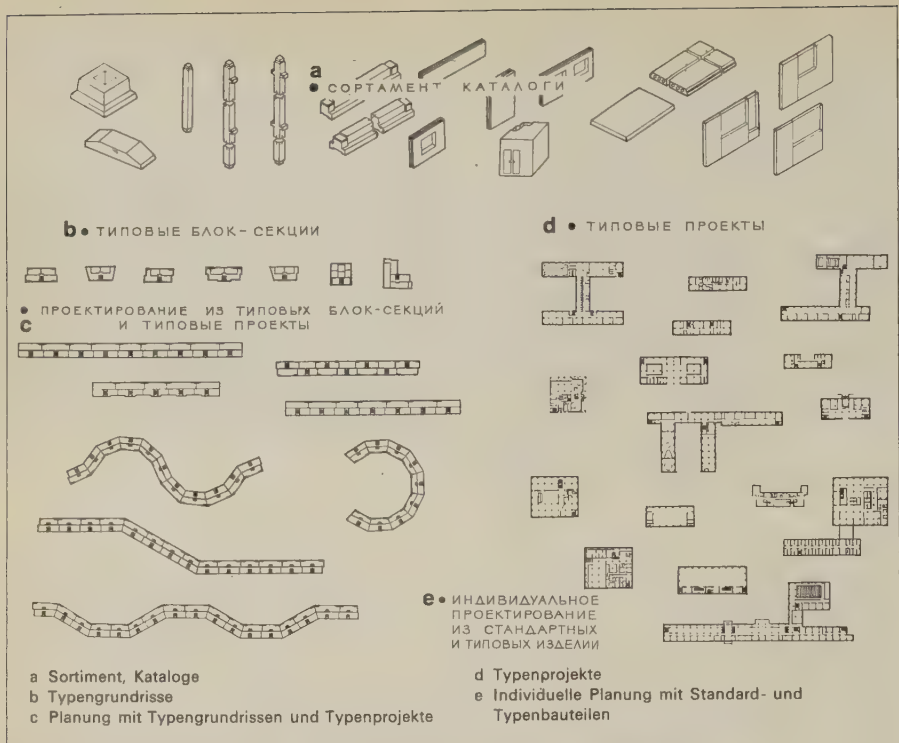 a
• СОРТАМЕНТ КАТАЛОГИ
b • ТИПОВЫЕ БЛОК-СЕКЦИИ
d • ТИПОВЫЕ ПРОЕКТЫ
• ПРОЕКТИРОВАНИЕ ИЗ ТИПОВЫХ БЛОК-СЕКЦИЙ
c И ТИПОВЫЕ ПРОЕКТЫ
e • ИНДИВИДУАЛЬНОЕ
ПРОЕКТИРОВАНИЕ
ИЗ СТАНДАРТНЫХ
И ТИПОВЫХ ИЗДЕЛИИ
a Sortiment, Kataloge
b Typengrundrisse
c Planung mit Typengrundrissen und Typenprojekte
d Typenprojekte
e Individuelle Planung mit Standard- und
Typenbauteilen